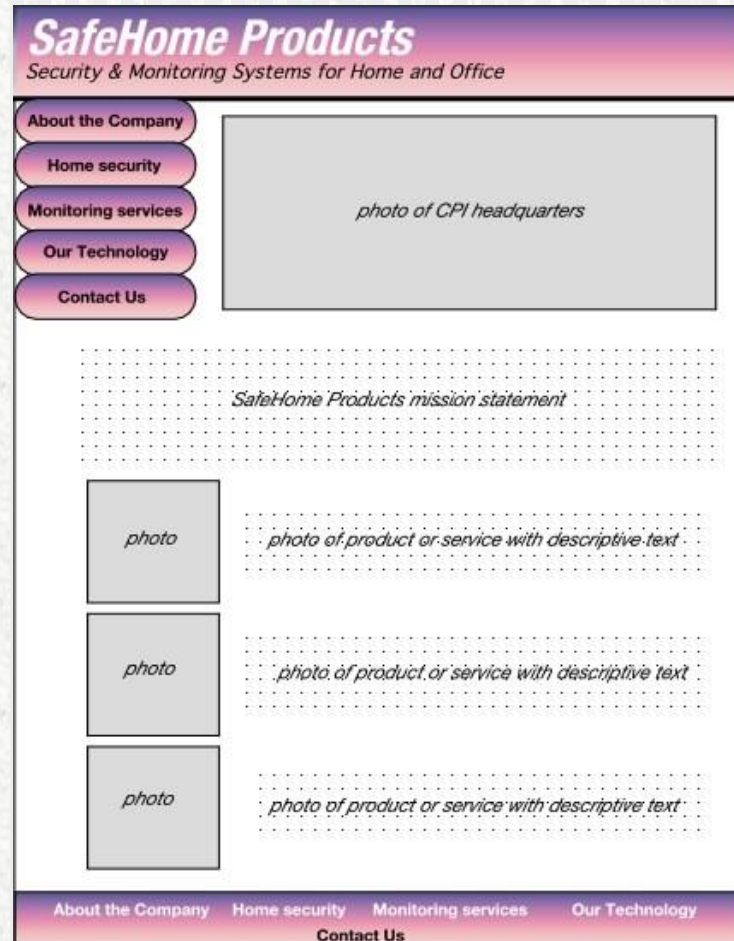 SafeHome Products
Security & Monitoring Systems for Home and Office
About the Company
Home security
Monitoring services
Our Technology
Contact Us
photo of CPI headquarters
SafeHome Products mission statement
photo
photo of product or service with descriptive text
photo
photo of product or service with descriptive text
photo
photo of product or service with descriptive text
About the Company Home security Monitoring services Our Technology
Contact Us